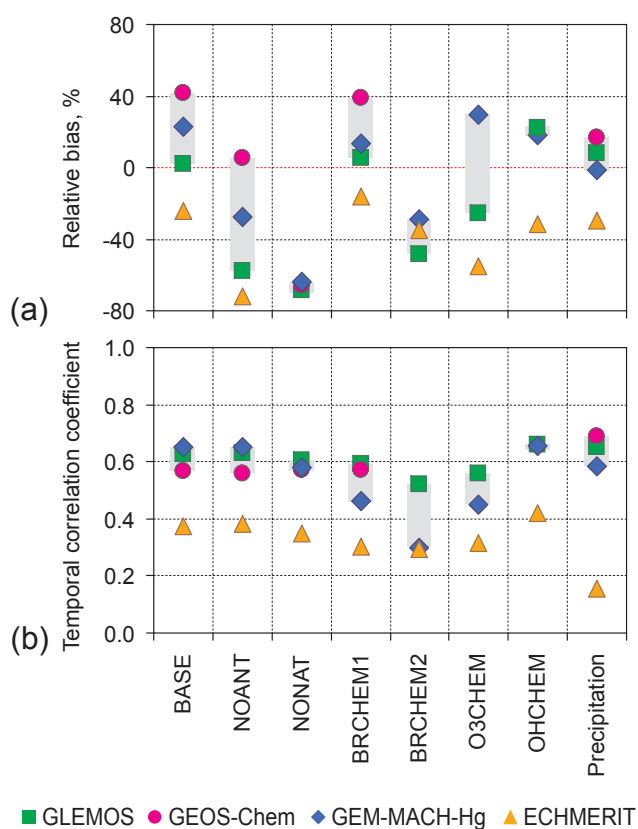 80
40
0
-40
-80
Relative bias, %
(a)
1.0
0.8
0.6
0.4
0.2
0.0
Temporal correlation coefficient
(b)
BASE
NOANT
NONAT
BRCHEM1
BRCHEM2
O3CHEM
OHCHEM
Precipitation
GLEMOS GEOS-Chem GEM-MACH-Hg ECHMERIT